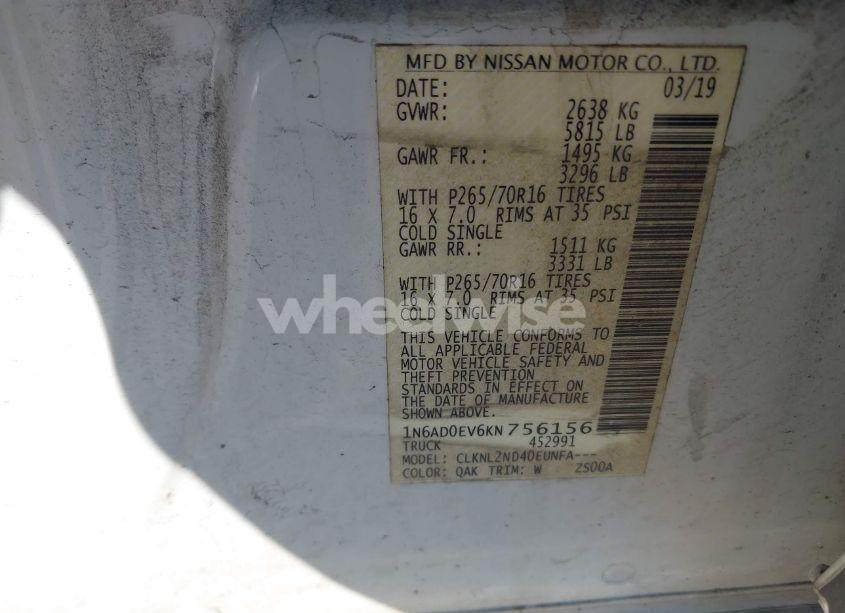 MFD BY NISSAN MOTOR CO., LTD.
DATE: 03/19
GVWR: 2638 KG
5815 LB
GAWR FR.: 1495 KG
3296 LB
WITH P265/70R16 TIRES
16 X 7.0 RIMS AT 35 PSI
COLD SINGLE
GAWR RR.: 1511 KG
3331 LB
WITH P265/70R16 TIRES
16 X 7.0 RIMS AT 35 PSI
COLD SINGLE
wheelwise
THIS VEHICLE CONFORMS TO
ALL APPLICABLE FEDERAL
MOTOR VEHICLE SAFETY AND
THEFT PREVENTION
STANDARDS IN EFFECT ON
THE DATE OF MANUFACTURE
SHOWN ABOVE.
1N6AD0EV6KN756156
TRUCK 452991
MODEL: CLKNL2ND40EUNFA---
COLOR: QAK TRIM: W ZS00A